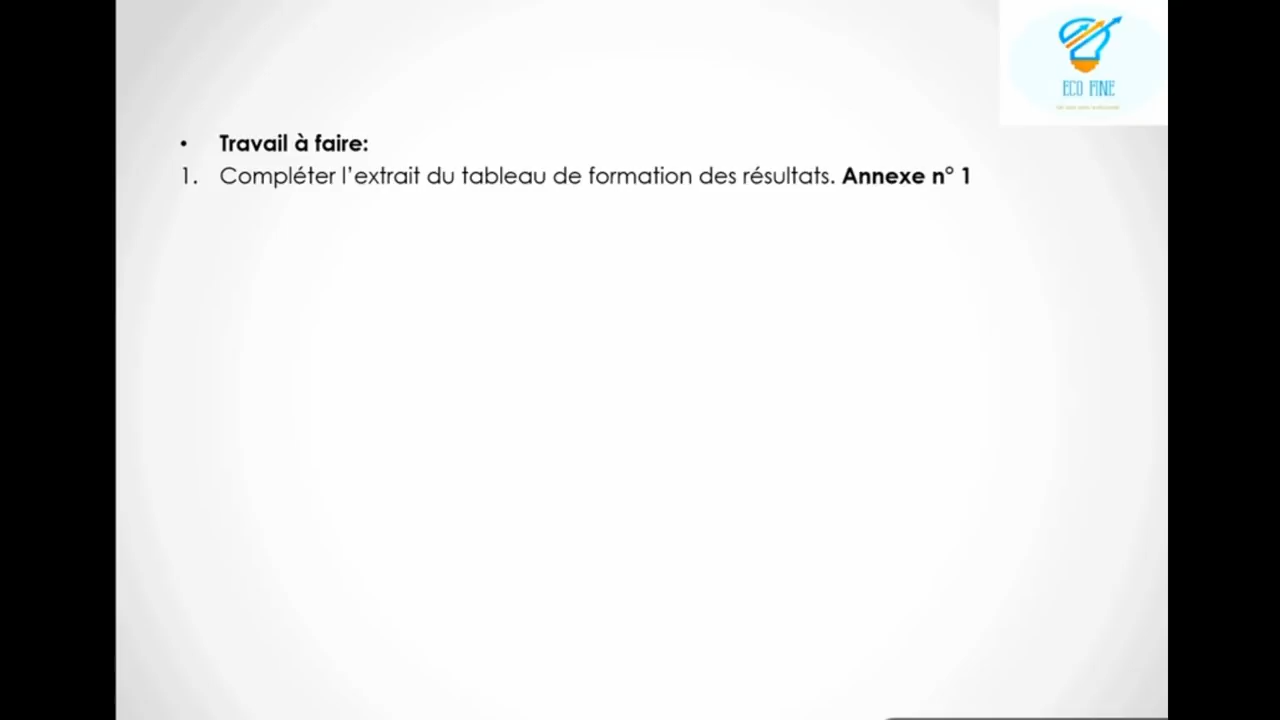 ECO FINE
• Travail à faire:
1. Compléter l'extrait du tableau de formation des résultats. Annexe n° 1